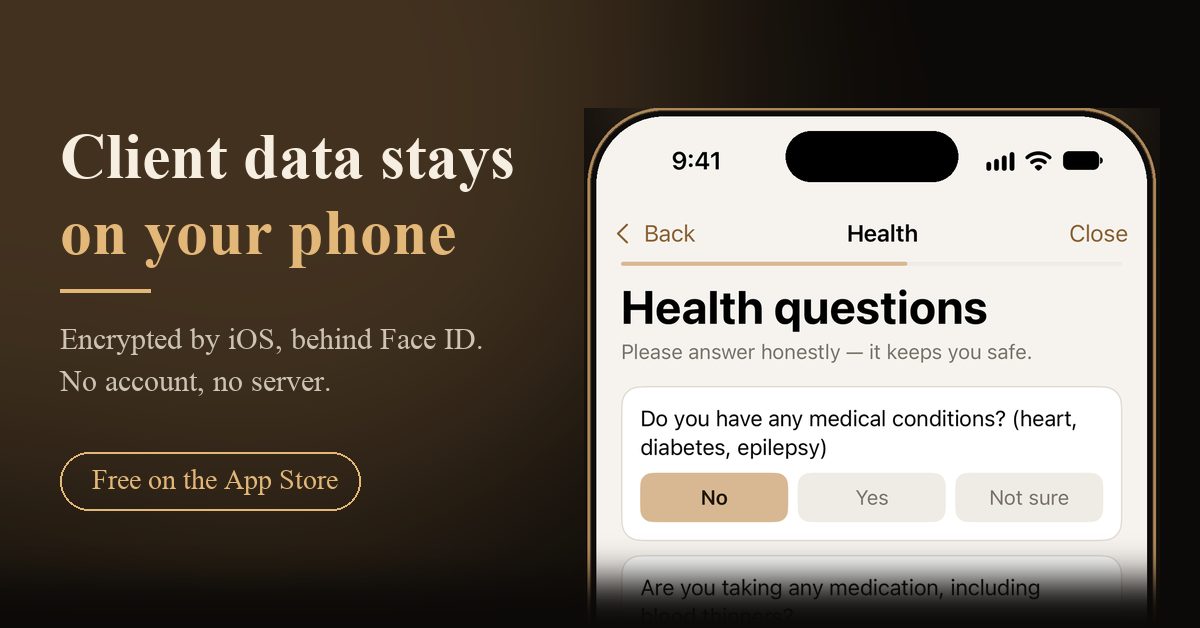 Client data stays
on your phone
Encrypted by iOS, behind Face ID.
No account, no server.
Free on the App Store
9:41
Back
Health
Close
Health questions
Please answer honestly — it keeps you safe.
Do you have any medical conditions? (heart,
diabetes, epilepsy)
No
Yes
Not sure
Are you taking any medication, including
blood thinners?